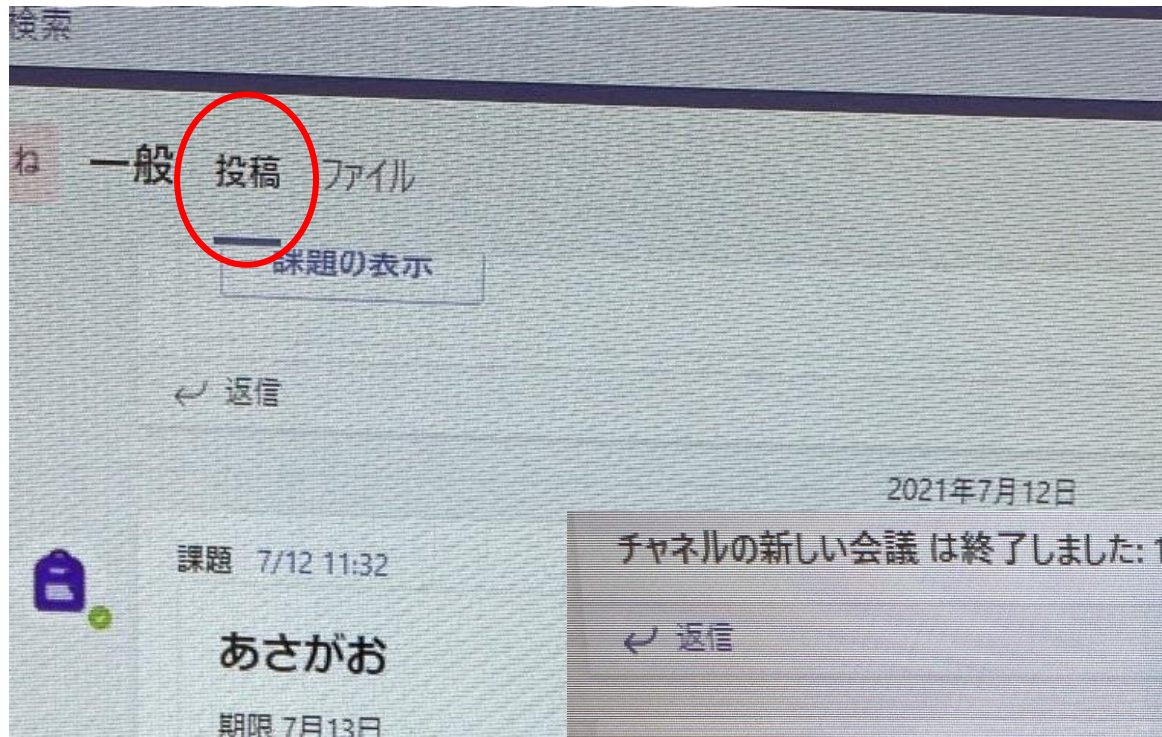 検索
ね 一般 投稿 ファイル
課題の表示
返信
2021年7月12日
課題 7/12 11:32
あさがお
期限 7月13日
チャネルの新しい会議 は終了しました: 1
返信